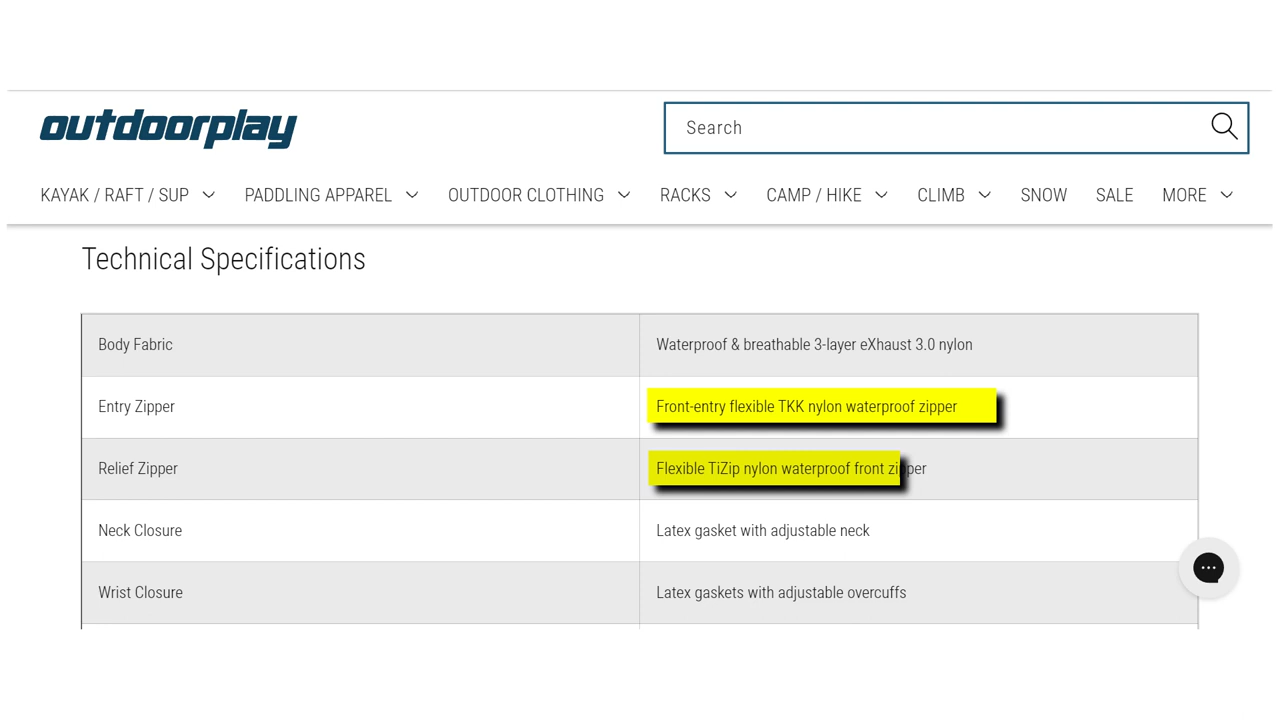 outdoorplay
Search
KAYAK / RAFT / SUP PADDLING APPAREL OUTDOOR CLOTHING RACKS CAMP / HIKE CLIMB SNOW SALE MORE
Technical Specifications
Body Fabric Waterproof & breathable 3-layer eXhaust 3.0 nylon
Entry Zipper Front-entry flexible TKK nylon waterproof zipper
Relief Zipper Flexible TiZip nylon waterproof front zipper
Neck Closure Latex gasket with adjustable neck
Wrist Closure Latex gaskets with adjustable overcuffs